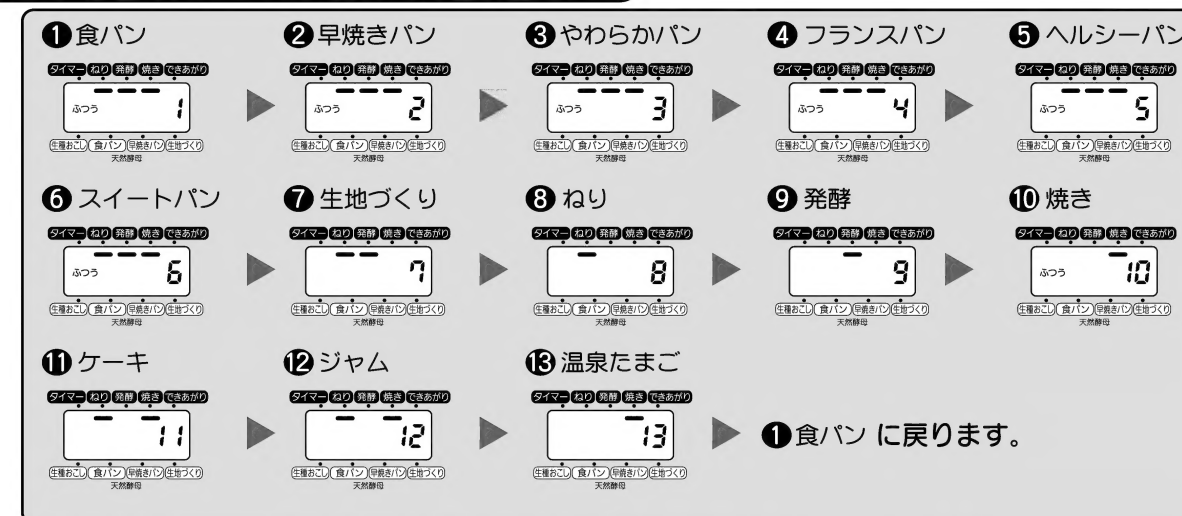 ❶食パン ❷早焼きパン ❸やわらかパン ❹フランスパン ❺ヘルシーパン
タイマー ねり 発酵 焼き できあがり タイマー ねり 発酵 焼き できあがり タイマー ねり 発酵 焼き できあがり タイマー ねり 発酵 焼き できあがり タイマー ねり 発酵 焼き できあがり
ふつう 1 ふつう 2 ふつう 3 ふつう 4 ふつう 5
生種おこし 食パン 早焼きパン 生地づくり 生種おこし 食パン 早焼きパン 生地づくり 生種おこし 食パン 早焼きパン 生地づくり 生種おこし 食パン 早焼きパン 生地づくり 生種おこし 食パン 早焼きパン 生地づくり
天然酵母 天然酵母 天然酵母 天然酵母 天然酵母
❻スイートパン ❼生地づくり ❽ねり ❾発酵 ❿焼き
タイマー ねり 発酵 焼き できあがり タイマー ねり 発酵 焼き できあがり タイマー ねり 発酵 焼き できあがり タイマー ねり 発酵 焼き できあがり タイマー ねり 発酵 焼き できあがり
ふつう 6 7 8 9 ふつう 10
生種おこし 食パン 早焼きパン 生地づくり 生種おこし 食パン 早焼きパン 生地づくり 生種おこし 食パン 早焼きパン 生地づくり 生種おこし 食パン 早焼きパン 生地づくり 生種おこし 食パン 早焼きパン 生地づくり
天然酵母 天然酵母 天然酵母 天然酵母 天然酵母
⓫ケーキ ⓬ジャム ⓭温泉たまご
タイマー ねり 発酵 焼き できあがり タイマー ねり 発酵 焼き できあがり タイマー ねり 発酵 焼き できあがり
11 12 13 ❶食パン に戻ります。
生種おこし 食パン 早焼きパン 生地づくり 生種おこし 食パン 早焼きパン 生地づくり 生種おこし 食パン 早焼きパン 生地づくり
天然酵母 天然酵母 天然酵母